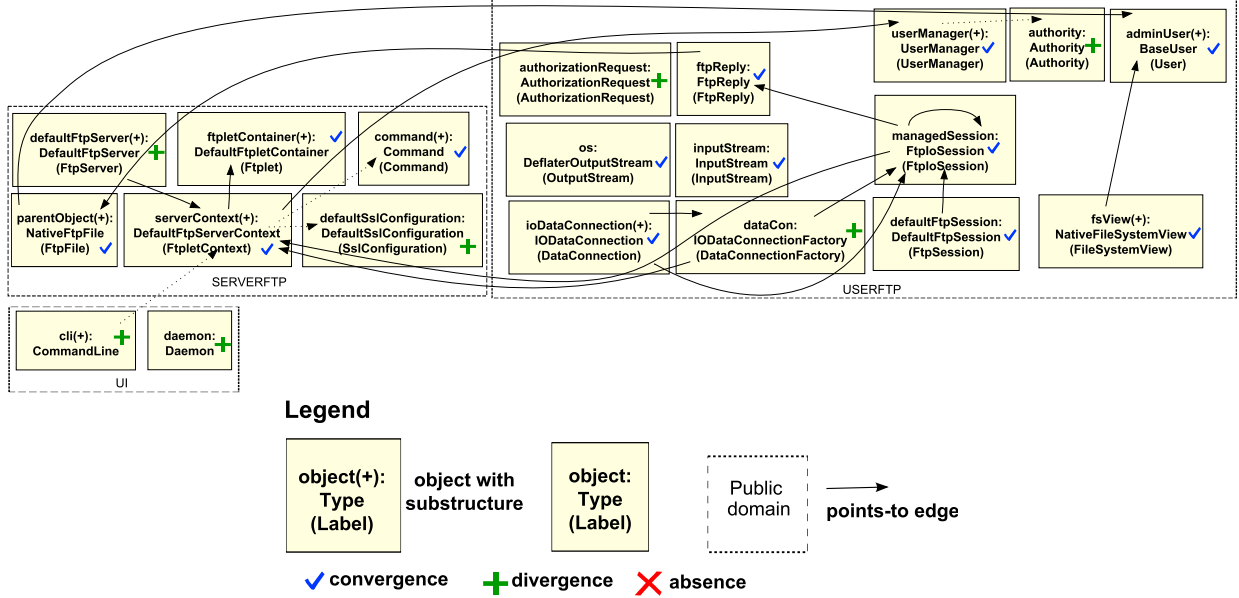 userManager(+):
UserManager
(UserManager)
authority:
Authority
(Authority)
adminUser(+):
BaseUser
(User)
authorizationRequest:
AuthorizationRequest
(AuthorizationRequest)
ftpReply:
FtpReply
(FtpReply)
defaultFtpServer(+):
DefaultFtpServer
(FtpServer)
ftpletContainer(+):
DefaultFtpletContainer
(Ftplet)
command(+):
Command
(Command)
os:
DeflaterOutputStream
(OutputStream)
inputStream:
InputStream
(InputStream)
managedSession:
FtpIoSession
(FtpIoSession)
parentObject(+):
NativeFtpFile
(FtpFile)
serverContext(+):
DefaultFtpServerContext
(FtpletContext)
defaultSslConfiguration:
DefaultSslConfiguration
(SslConfiguration)
ioDataConnection(+):
IODataConnection
(DataConnection)
dataCon:
IODataConnectionFactory
(DataConnectionFactory)
defaultFtpSession:
DefaultFtpSession
(FtpSession)
fsView(+):
NativeFileSystemView
(FileSystemView)
SERVERFTP
USERFTP
cli(+):
CommandLine
daemon:
Daemon
UI
Legend
object(+):
Type
(Label)
object with
substructure
object:
Type
(Label)
Public
domain
points-to edge
convergence
divergence
absence